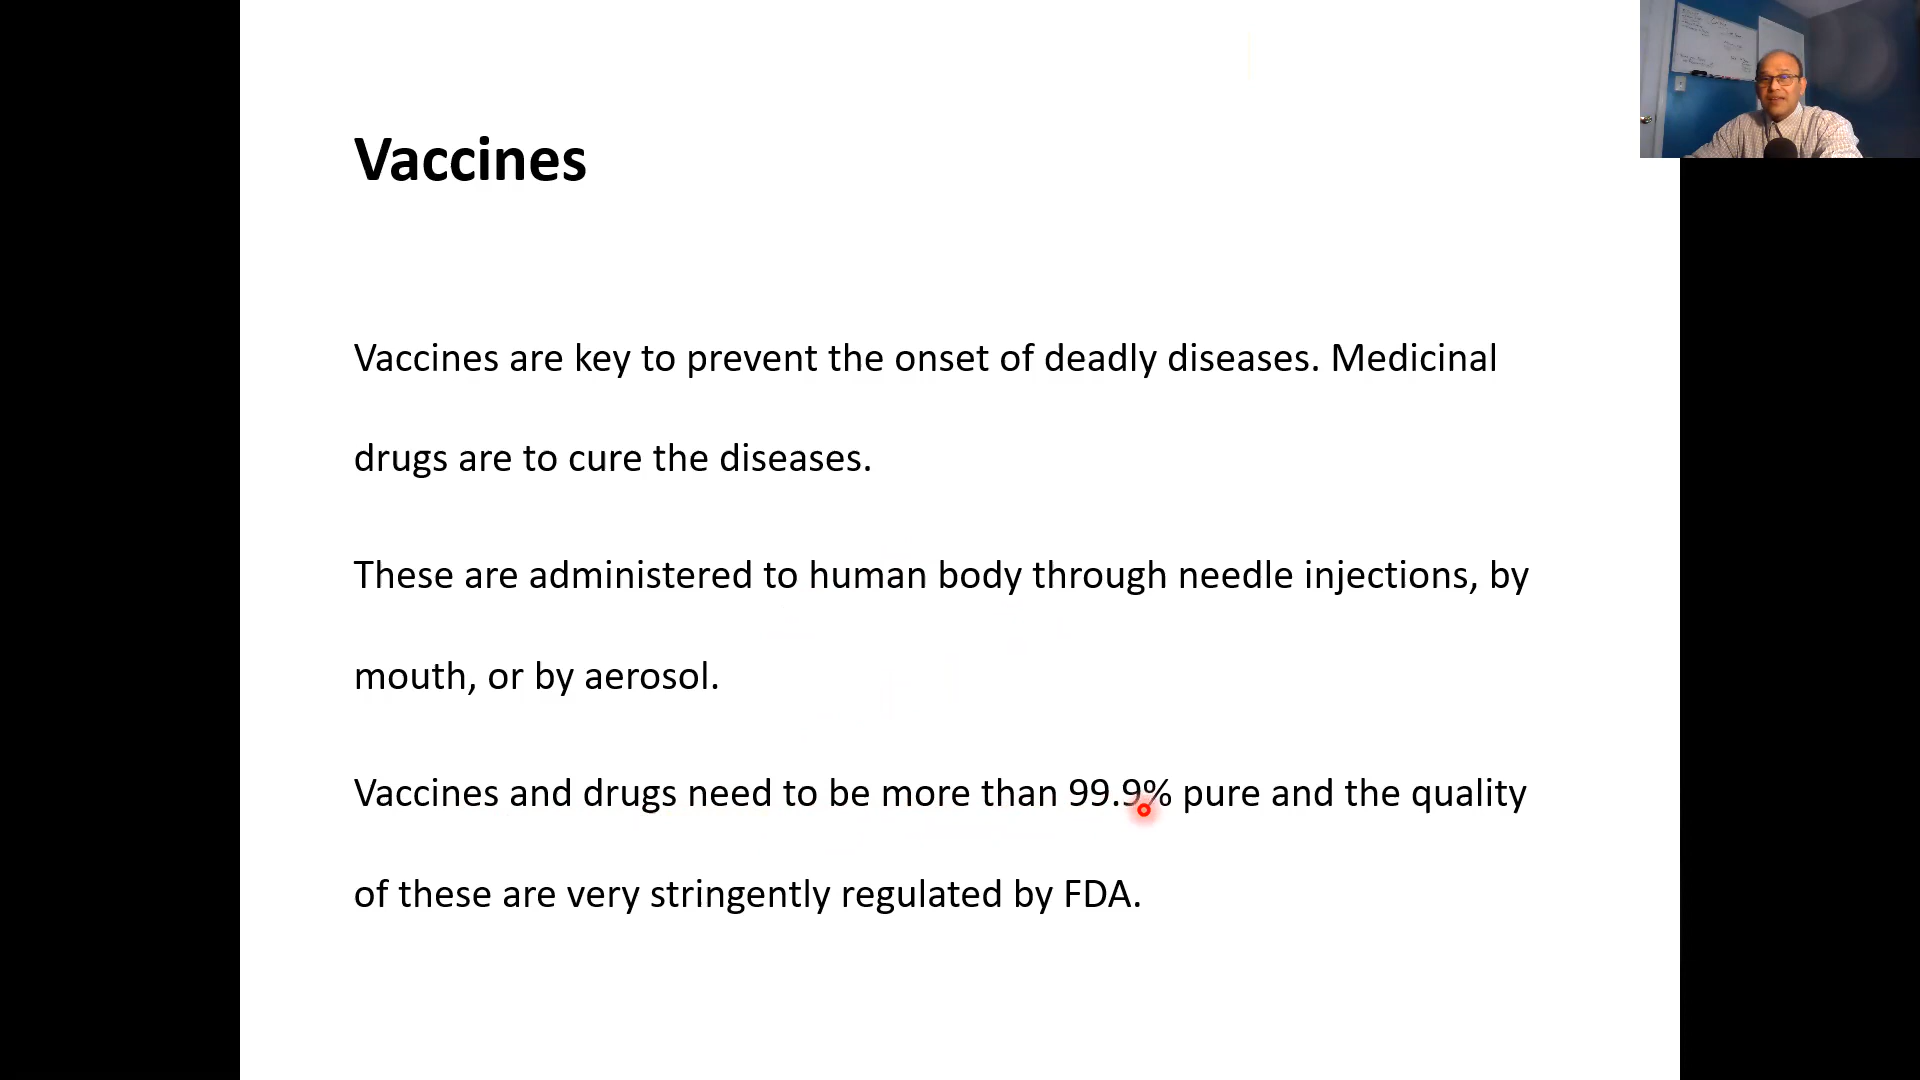 Vaccines
Vaccines are key to prevent the onset of deadly diseases. Medicinal
drugs are to cure the diseases.
These are administered to human body through needle injections, by
mouth, or by aerosol.
Vaccines and drugs need to be more than 99.9% pure and the quality
of these are very stringently regulated by FDA.